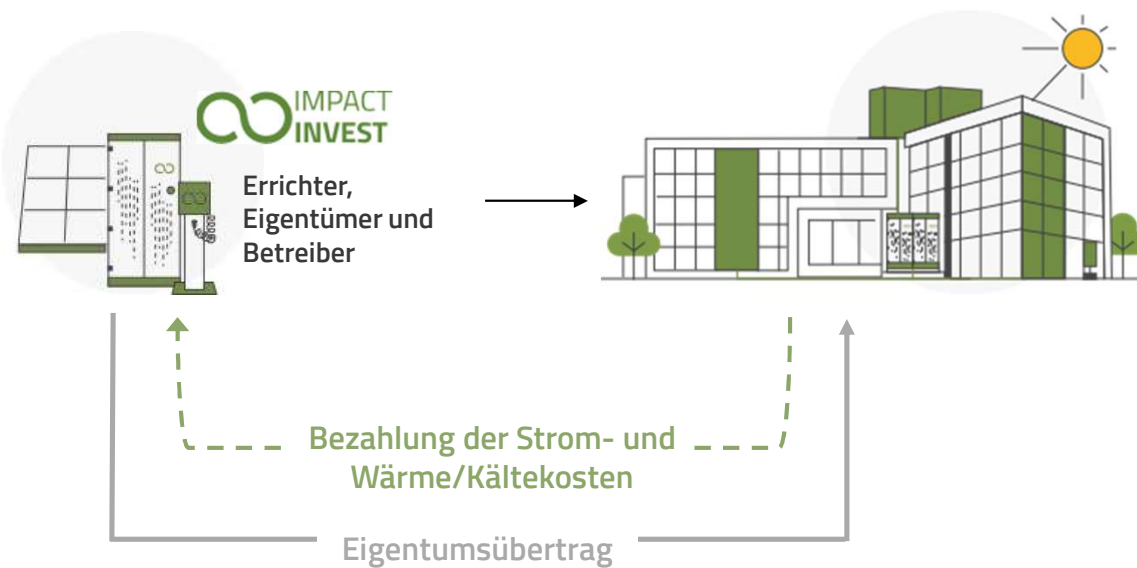 IMPACT
INVEST
Errichter,
Eigentümer und
Betreiber
Bezahlung der Strom- und
Wärme/Kältekosten
Eigentumsübertrag